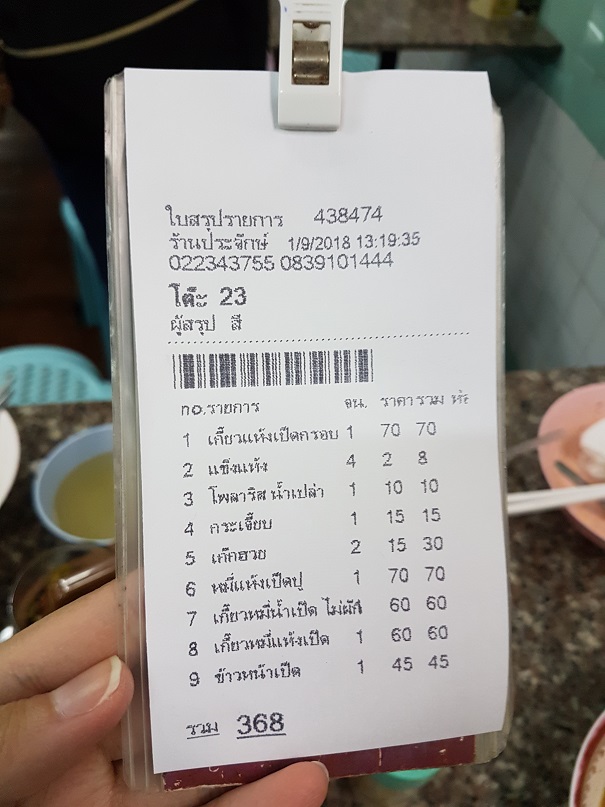 ใบสรุปรายการ 438474
ร้านประจักษ์ 1/9/2018 13:19:35
022343755 0839101444
โต๊ะ 23
ผู้สรุป สี
no.รายการ จน. ราคา รวม
1 เกี๊ยวแห้งเป็ดกรอบ 1 70 70
2 แข็งแห้ง 4 2 8
3 โพลาริส น้ำเปล่า 1 10 10
4 กระเจี๊ยบ 1 15 15
5 เก๊กฮวย 2 15 30
6 หมี่แห้งเป็ดปู 1 70 70
7 เกี๊ยวหมี่น้ำเป็ด ไม่ผัก1 60 60
8 เกี๊ยวหมี่แห้งเป็ด 1 60 60
9 ข้าวหน้าเป็ด 1 45 45
รวม 368